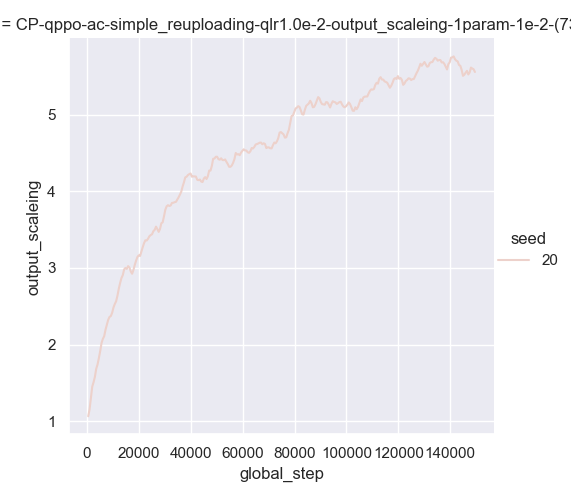 = CP-qppo-ac-simple_reuploading-qlr1.0e-2-output_scaleing-1param-1e-2-(73
output_scaleing
5
4
3
2
1
0 20000 40000 60000 80000 100000 120000 140000
global_step
seed
20